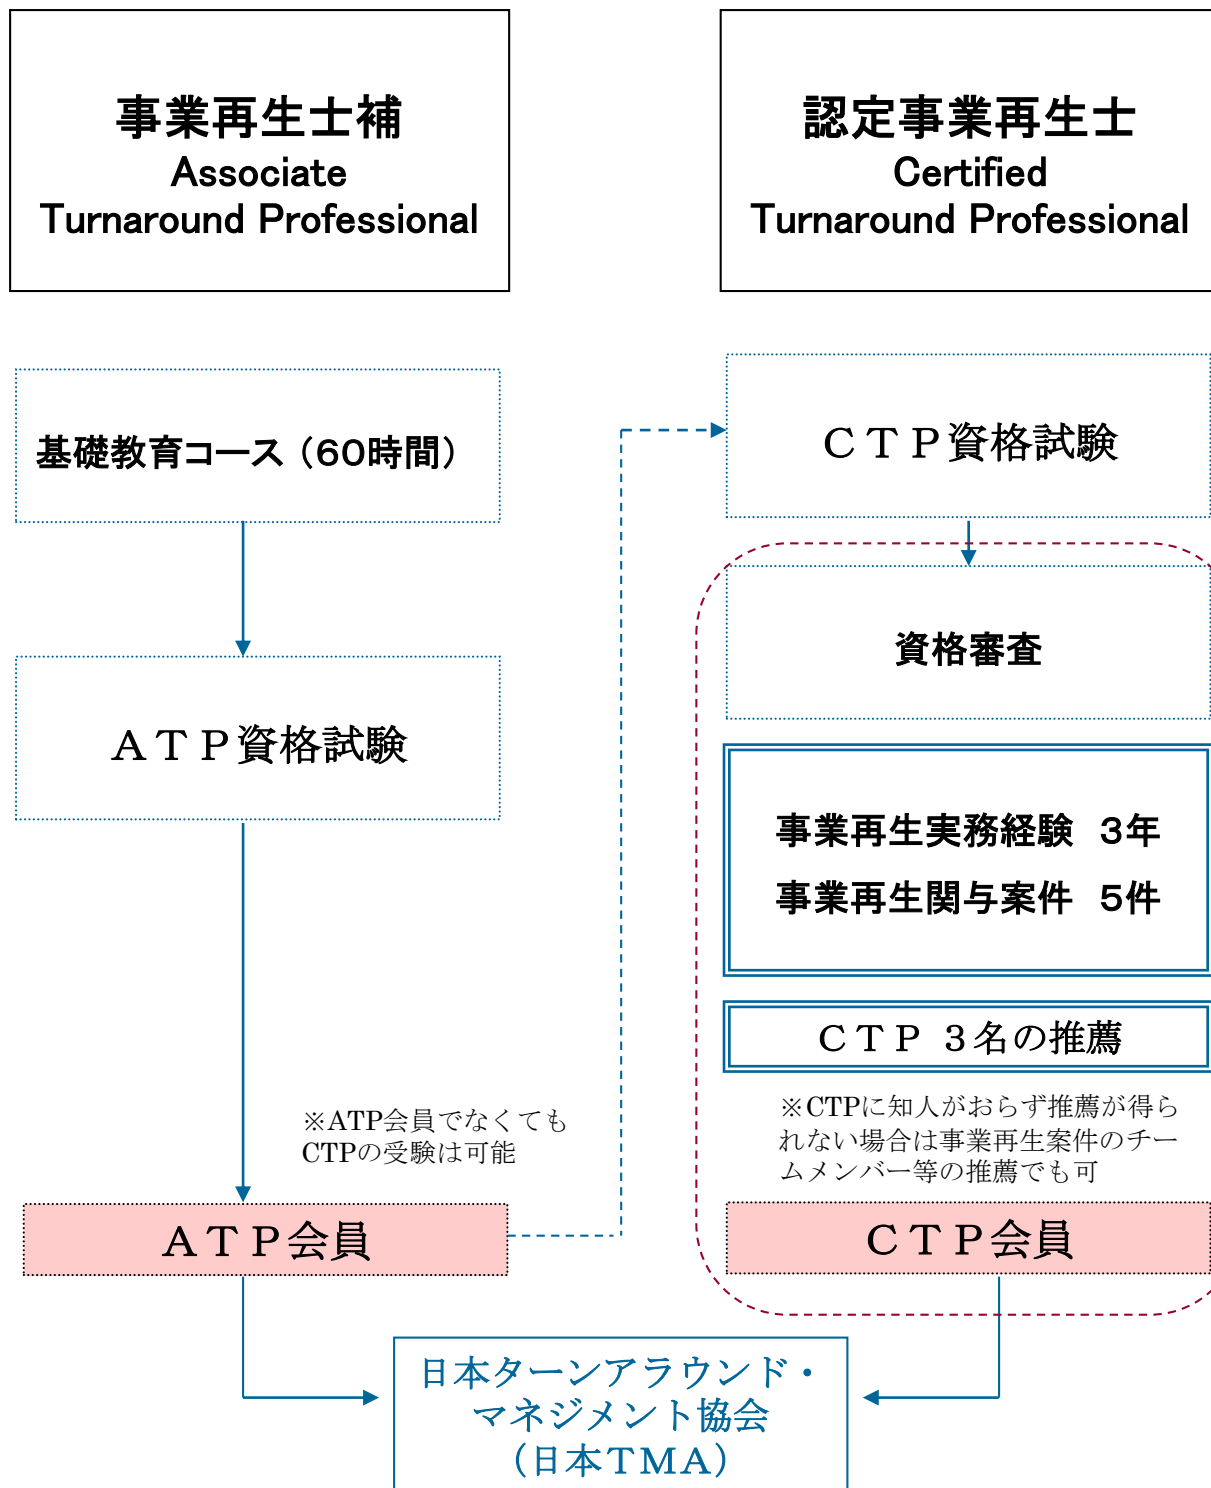 事業再生士補
Associate
Turnaround Professional
基礎教育コース（60時間）
ＡＴＰ資格試験
※ATP会員でなくても
CTPの受験は可能
ＡＴＰ会員
認定事業再生士
Certified
Turnaround Professional
ＣＴＰ資格試験
資格審査
事業再生実務経験　3年
事業再生関与案件　5件
ＣＴＰ ３名の推薦
※CTPに知人がおらず推薦が得ら
れない場合は事業再生案件のチー
ムメンバー等の推薦でも可
ＣＴＰ会員
日本ターンアラウンド・
マネジメント協会
（日本ＴＭＡ）